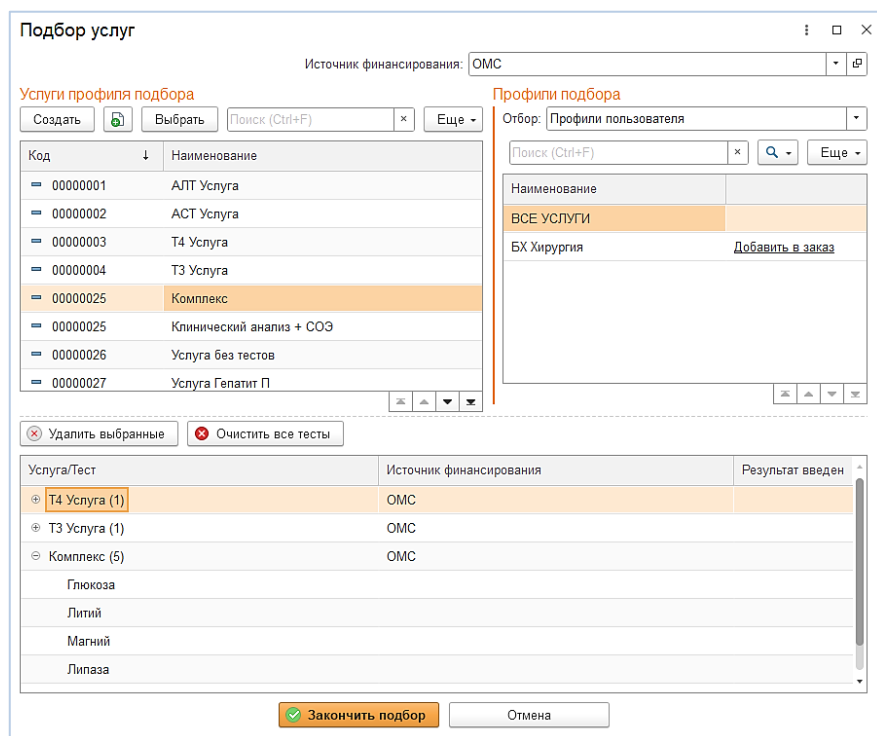 Подбор услуг
Источник финансирования: ОМС
Услуги профиля подбора
Создать Выбрать Поиск (Ctrl+F) × Еще
Код ↓ Наименование
00000001 АЛТ Услуга
00000002 АСТ Услуга
00000003 Т4 Услуга
00000004 Т3 Услуга
00000025 Комплекс
00000025 Клинический анализ + СОЭ
00000026 Услуга без тестов
00000027 Услуга Гепатит П
Профили подбора
Отбор: Профили пользователя
Поиск (Ctrl+F) × Еще
Наименование
ВСЕ УСЛУГИ
БХ Хирургия Добавить в заказ
Удалить выбранные Очистить все тесты
Услуга/Тест Источник финансирования Результат введен
Т4 Услуга (1) ОМС
Т3 Услуга (1) ОМС
Комплекс (5) ОМС
Глюкоза
Литий
Магний
Липаза
Закончить подбор Отмена